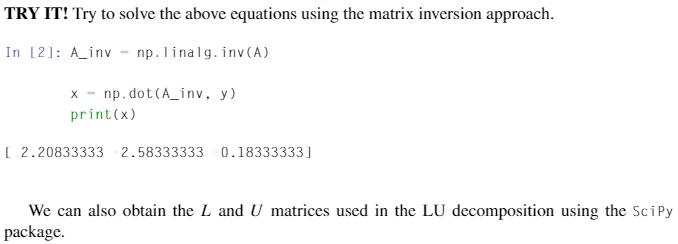 TRY IT! Try to solve the above equations using the matrix inversion approach.
In [2]: A_inv = np.linalg.inv(A)
x = np.dot(A_inv, y)
print(x)
[ 2.20833333 -2.58333333 -0.18333333]
We can also obtain the L and U matrices used in the LU decomposition using the SciPy
package.